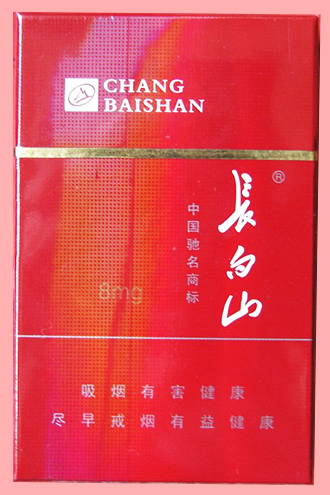 CHANG
BAISHAN
長白山®
中国驰名商标
8mg
吸烟有害健康
尽早戒烟有益健康